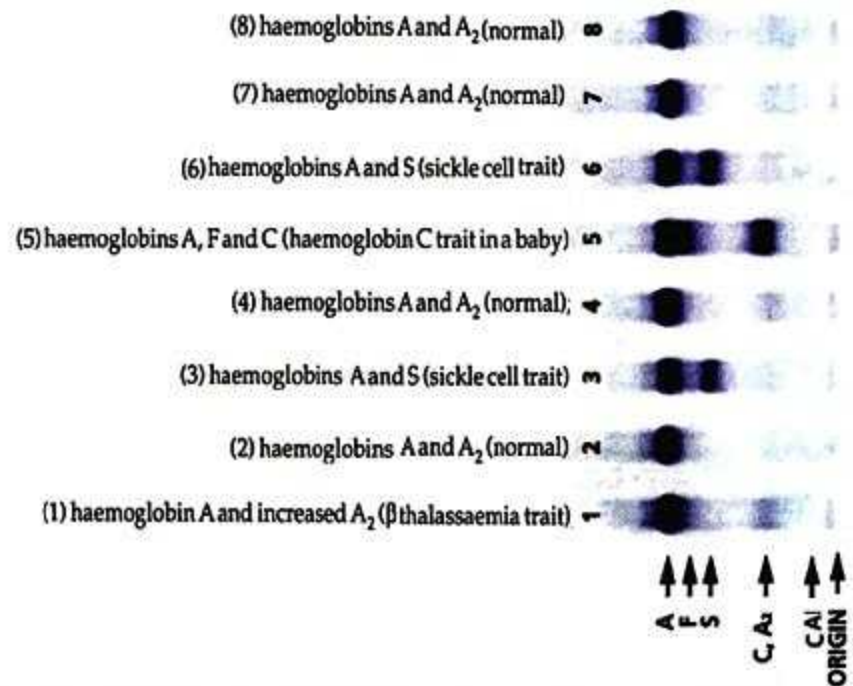 (8) haemoglobins A and A₂ (normal) 8
(7) haemoglobins A and A₂ (normal) 7
(6) haemoglobins A and S (sickle cell trait) 6
(5) haemoglobins A, F and C (haemoglobin C trait in a baby) 5
(4) haemoglobins A and A₂ (normal); 4
(3) haemoglobins A and S (sickle cell trait) 3
(2) haemoglobins A and A₂ (normal) 2
(1) haemoglobin A and increased A₂ (β thalassaemia trait) 1
A
F
S
C, A₂
CA
ORIGIN